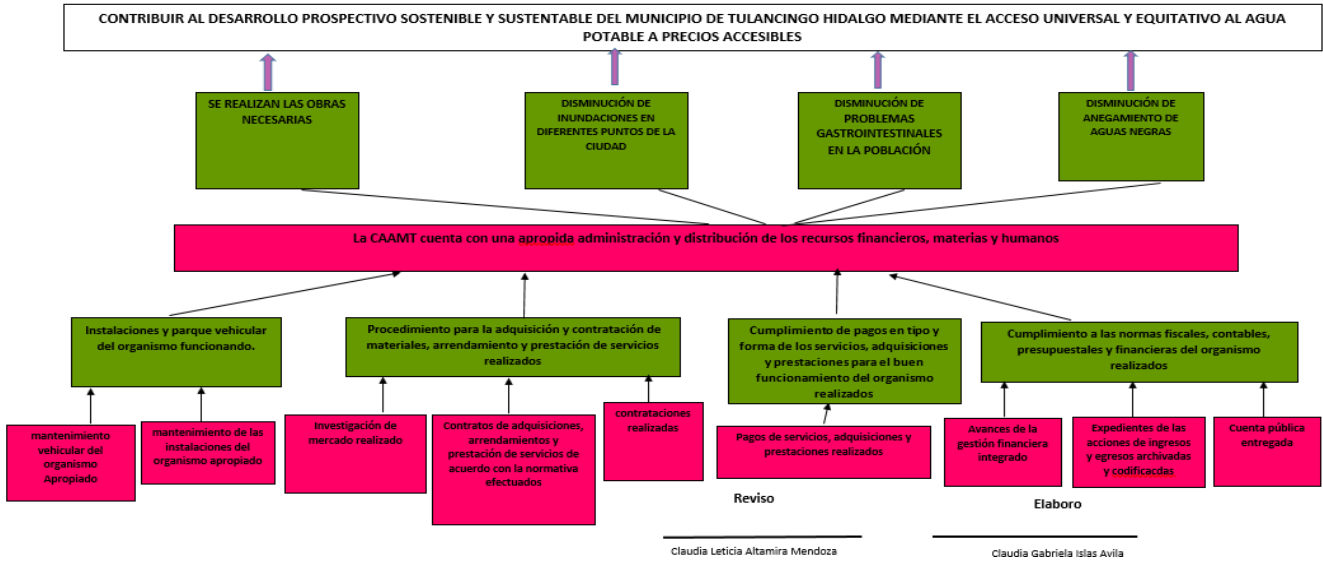 CONTRIBUIR AL DESARROLLO PROSPECTIVO SOSTENIBLE Y SUSTENTABLE DEL MUNICIPIO DE TULANCINGO HIDALGO MEDIANTE EL ACCESO UNIVERSAL Y EQUITATIVO AL AGUA
POTABLE A PRECIOS ACCESIBLES
SE REALIZAN LAS OBRAS
NECESARIAS
DISMINUCIÓN DE
INUNDACIONES EN
DIFERENTES PUNTOS DE LA
CIUDAD
DISMINUCIÓN DE
PROBLEMAS
GASTROINTESTINALES
EN LA POBLACIÓN
DISMINUCIÓN DE
ANEGAMIENTO DE
AGUAS NEGRAS
La CAAMT cuenta con una apropida administración y distribución de los recursos financieros, materias y humanos
Instalaciones y parque vehicular
del organismo funcionando.
Procedimiento para la adquisición y contratación de
materiales, arrendamiento y prestación de servicios
realizados
Cumplimiento de pagos en tipo y
forma de los servicios, adquisiciones
y prestaciones para el buen
funcionamiento del organismo
realizados
Cumplimiento a las normas fiscales, contables,
presupuestales y financieras del organismo
realizados
mantenimiento
vehicular del
organismo
Apropiado
mantenimiento de las
instalaciones del
organismo apropiado
Investigación de
mercado realizado
Contratos de adquisiciones,
arrendamientos y
prestación de servicios de
acuerdo con la normativa
efectuados
contrataciones
realizadas
Pagos de servicios, adquisiciones y
prestaciones realizados
Avances de la
gestión financiera
integrado
Expedientes de las
acciones de ingresos
y egresos archivadas
y codificacdas
Cuenta pública
entregada
Reviso
Elaboro
Claudia Leticia Altamira Mendoza
Claudia Gabriela Islas Avila